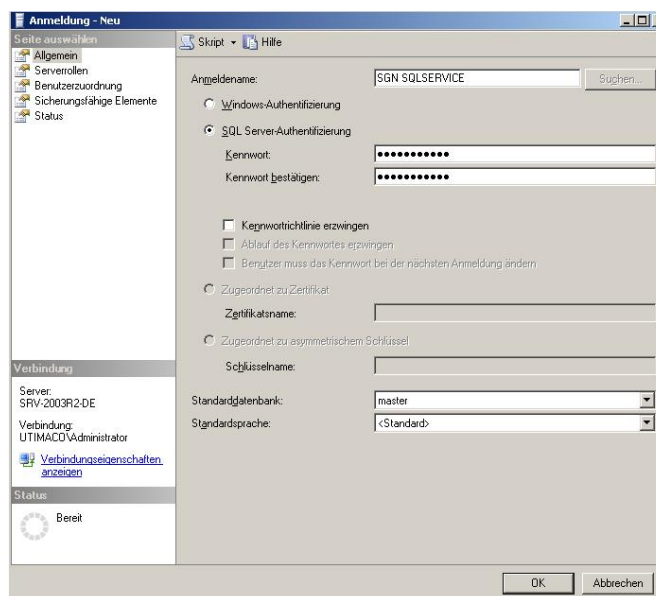 Anmeldung - Neu
Seite auswählen
Allgemein
Serverrollen
Benutzerzuordnung
Sicherungsfähige Elemente
Status
Skript
Hilfe
Anmeldename:
SGN SQLSERVICE
Suchen...
Windows-Authentifizierung
SQL Server-Authentifizierung
Kennwort:
●●●●●●●●●●●
Kennwort bestätigen:
●●●●●●●●●●●
Kennwortrichtlinie erzwingen
Ablauf des Kennwortes erzwingen
Benutzer muss das Kennwort bei der nächsten Anmeldung ändern
Zugeordnet zu Zertifikat
Zertifikatsname:
Zugeordnet zu asymmetrischem Schlüssel
Schlüsselname:
Standarddatenbank:
master
Standardsprache:
<Standard>
Verbindung
Server:
SRV-2003R2-DE
Verbindung:
UTIMACO\Administrator
Verbindungseigenschaften
anzeigen
Status
Bereit
OK
Abbrechen